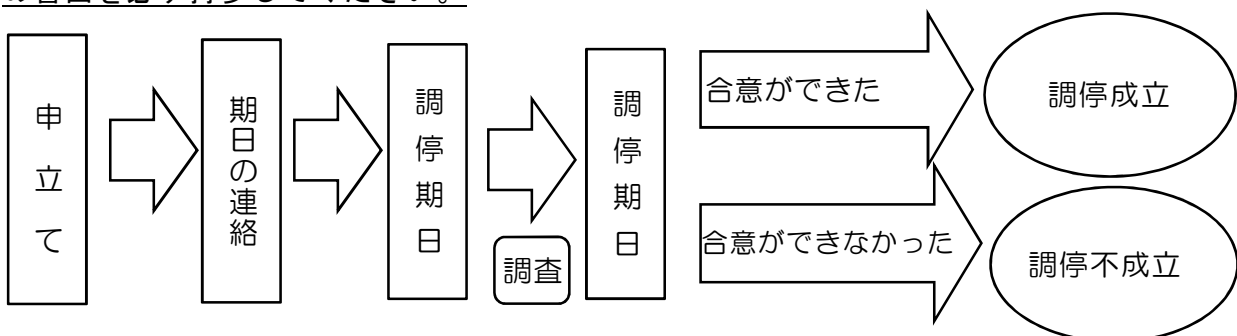 申立て
期日の連絡
調停期日
調査
調停期日
合意ができた
調停成立
合意ができなかった
調停不成立